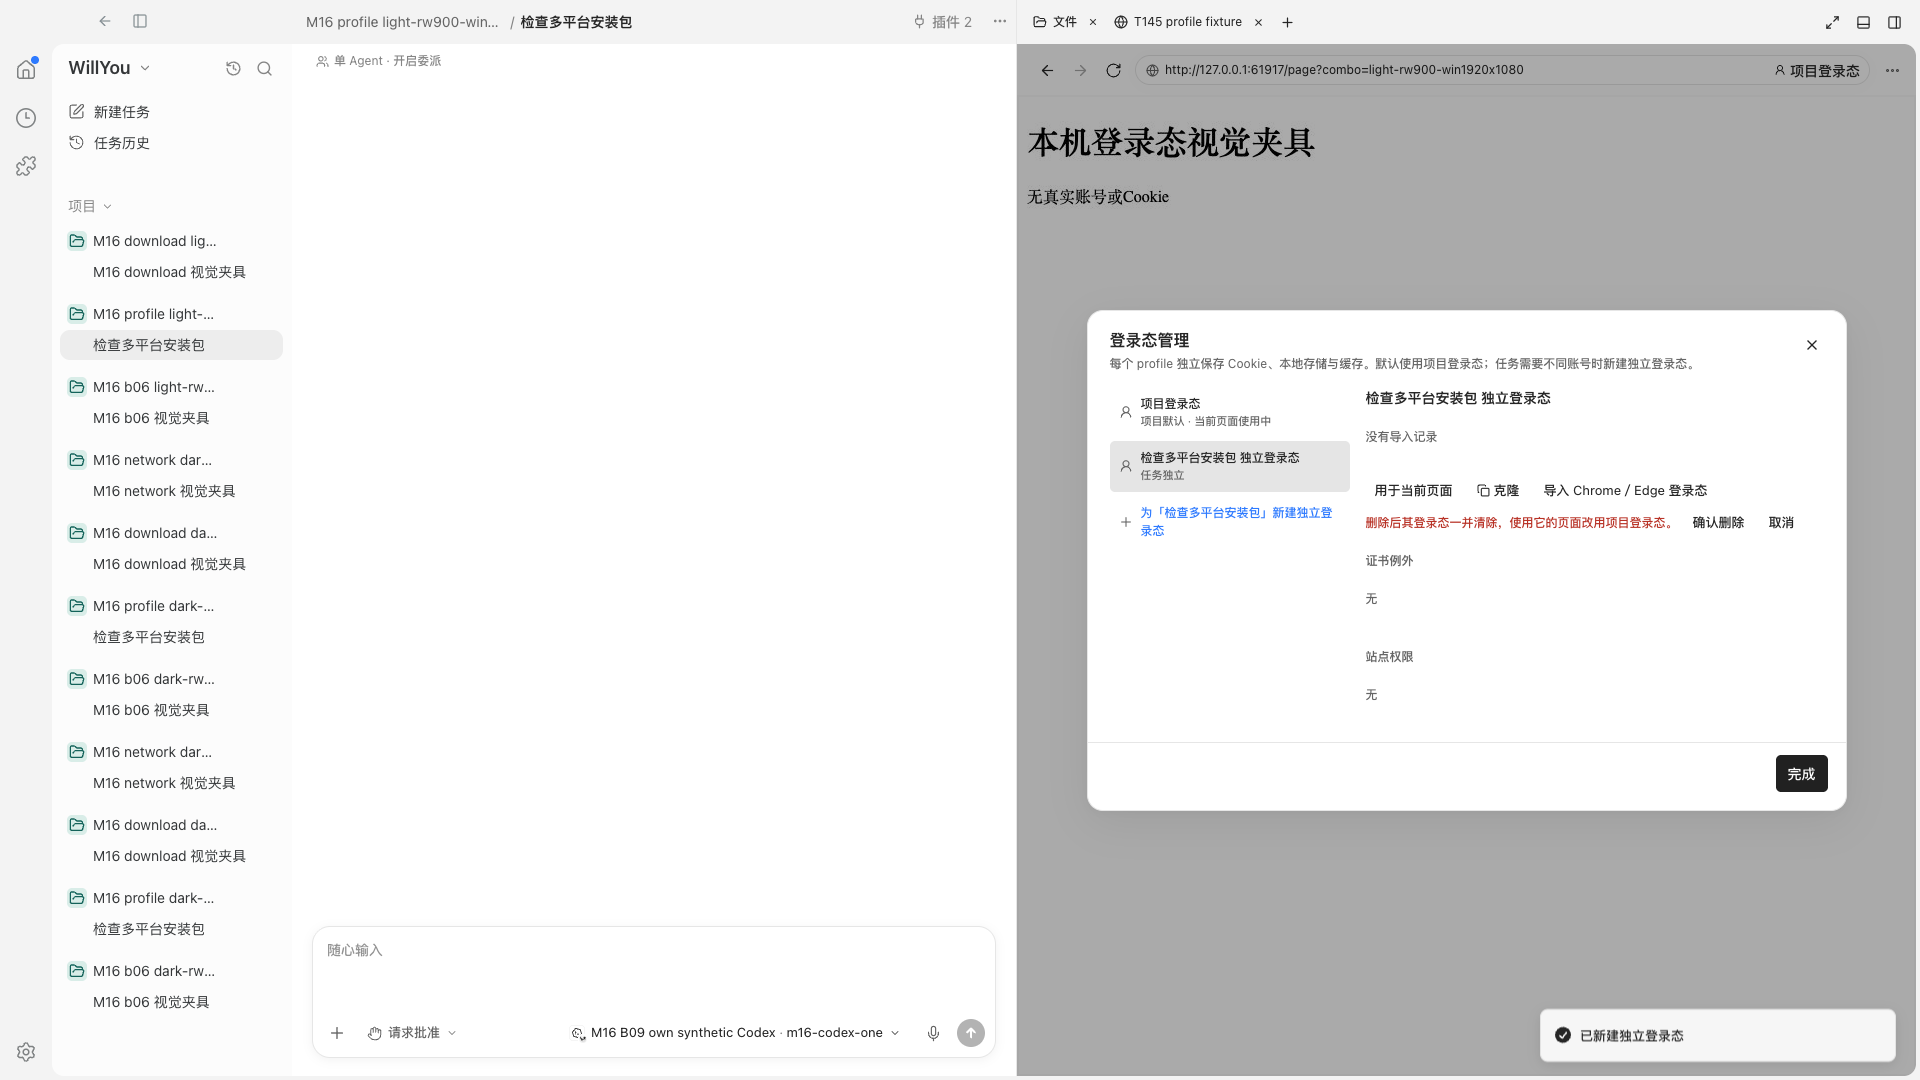 M16 profile light-rw900-win... / 检查多平台安装包
插件 2
文件
T145 profile fixture
WillYou
新建任务
任务历史
项目
M16 download lig...
M16 download 视觉夹具
M16 profile light-...
检查多平台安装包
M16 b06 light-rw...
M16 b06 视觉夹具
M16 network dar...
M16 network 视觉夹具
M16 download da...
M16 download 视觉夹具
M16 profile dark-...
检查多平台安装包
M16 b06 dark-rw...
M16 b06 视觉夹具
M16 network dar...
M16 network 视觉夹具
M16 download da...
M16 download 视觉夹具
M16 profile dark-...
检查多平台安装包
M16 b06 dark-rw...
M16 b06 视觉夹具
单 Agent · 开启委派
随心输入
请求批准
M16 B09 own synthetic Codex · m16-codex-one
http://127.0.0.1:61917/page?combo=light-rw900-win1920x1080
项目登录态
本机登录态视觉夹具
无真实账号或Cookie
登录态管理
每个 profile 独立保存 Cookie、本地存储与缓存。默认使用项目登录态；任务需要不同账号时新建独立登录态。
项目登录态
项目默认 · 当前页面使用中
检查多平台安装包 独立登录态
任务独立
为「检查多平台安装包」新建独立登
录态
检查多平台安装包 独立登录态
没有导入记录
用于当前页面
克隆
导入 Chrome / Edge 登录态
删除后其登录态一并清除，使用它的页面改用项目登录态。
确认删除
取消
证书例外
无
站点权限
无
完成
已新建独立登录态